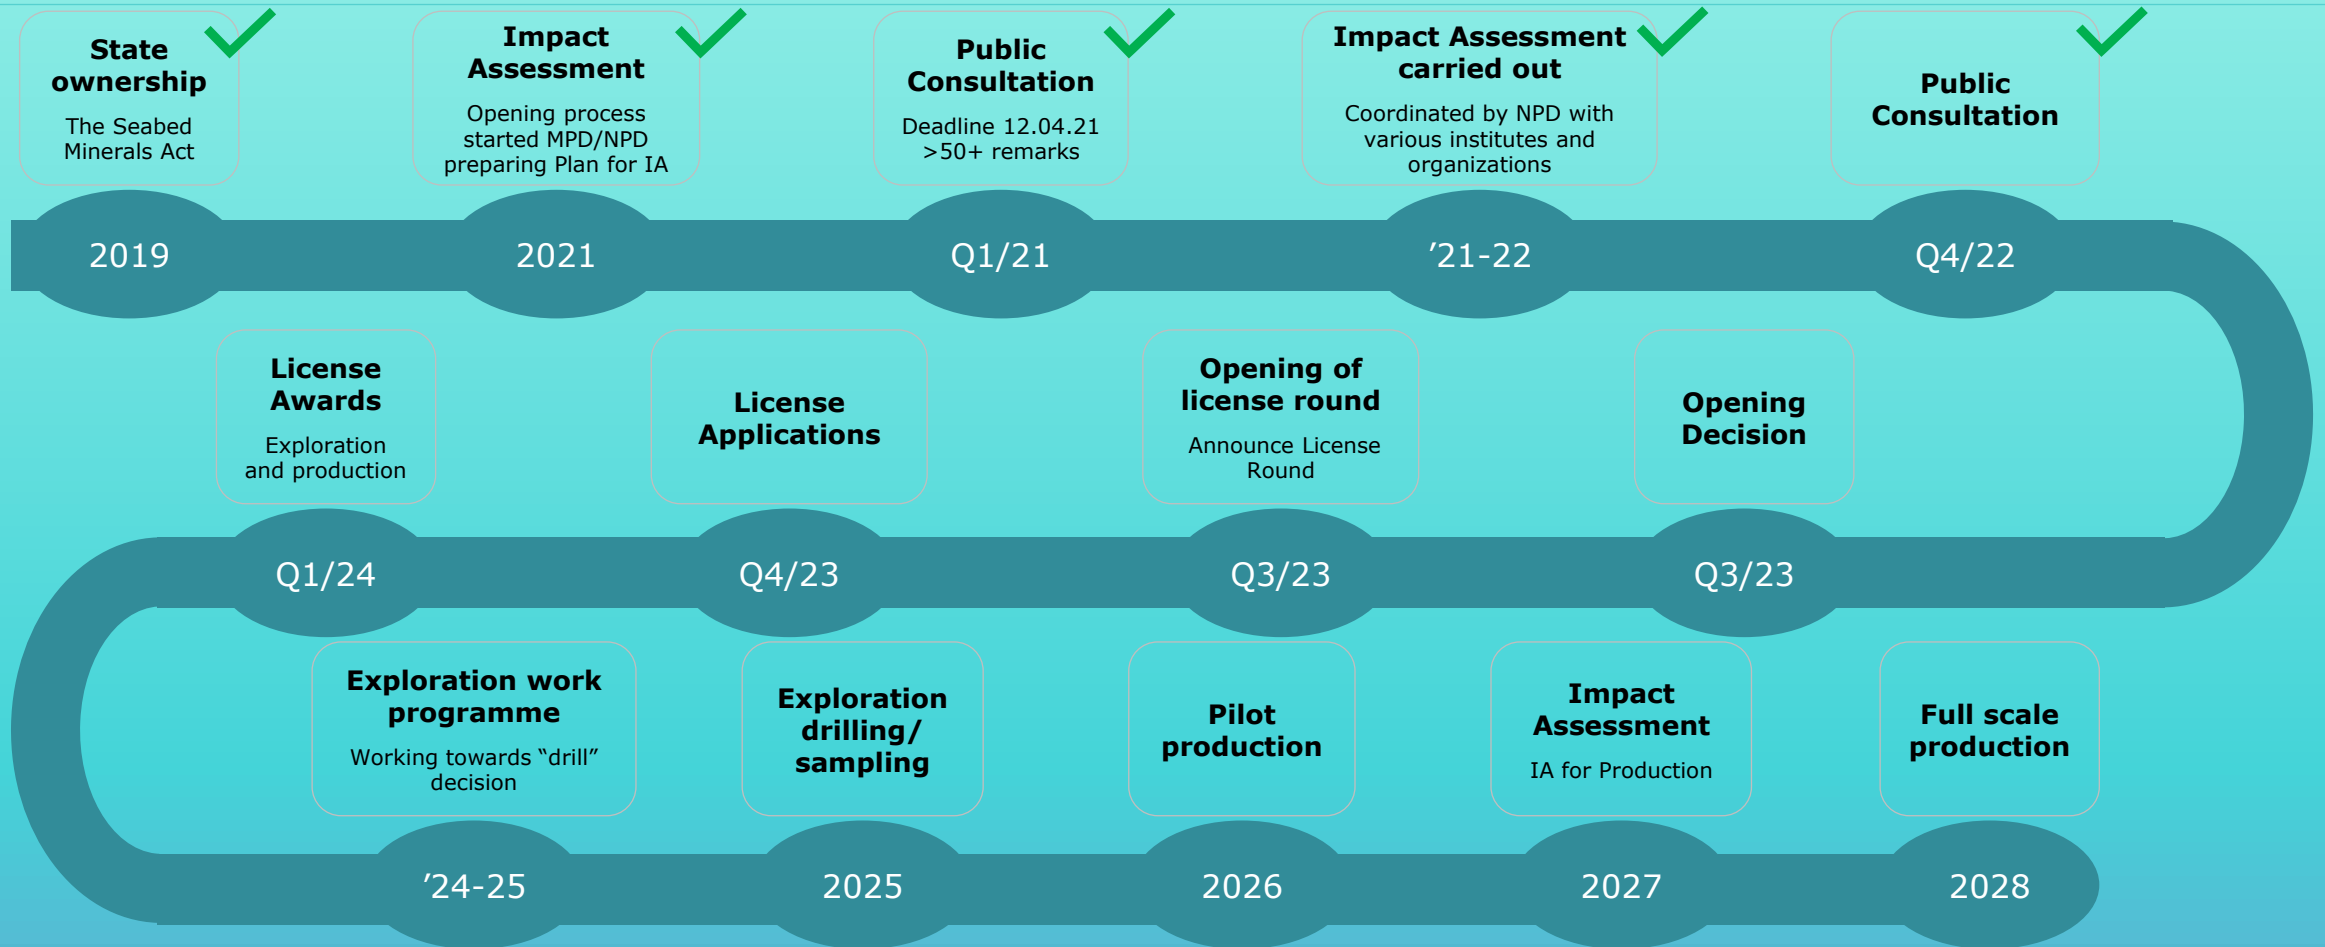 State
ownership
The Seabed
Minerals Act
Impact
Assessment
Opening process
started MPD/NPD
preparing Plan for IA
Public
Consultation
Deadline 12.04.21
>50+ remarks
Impact Assessment
carried out
Coordinated by NPD with
various institutes and
organizations
Public
Consultation
2019
2021
Q1/21
’21-22
Q4/22
License
Awards
Exploration
and production
License
Applications
Opening of
license round
Announce License
Round
Opening
Decision
Q1/24
Q4/23
Q3/23
Q3/23
Exploration work
programme
Working towards “drill”
decision
Exploration
drilling/
sampling
Pilot
production
Impact
Assessment
IA for Production
Full scale
production
’24-25
2025
2026
2027
2028